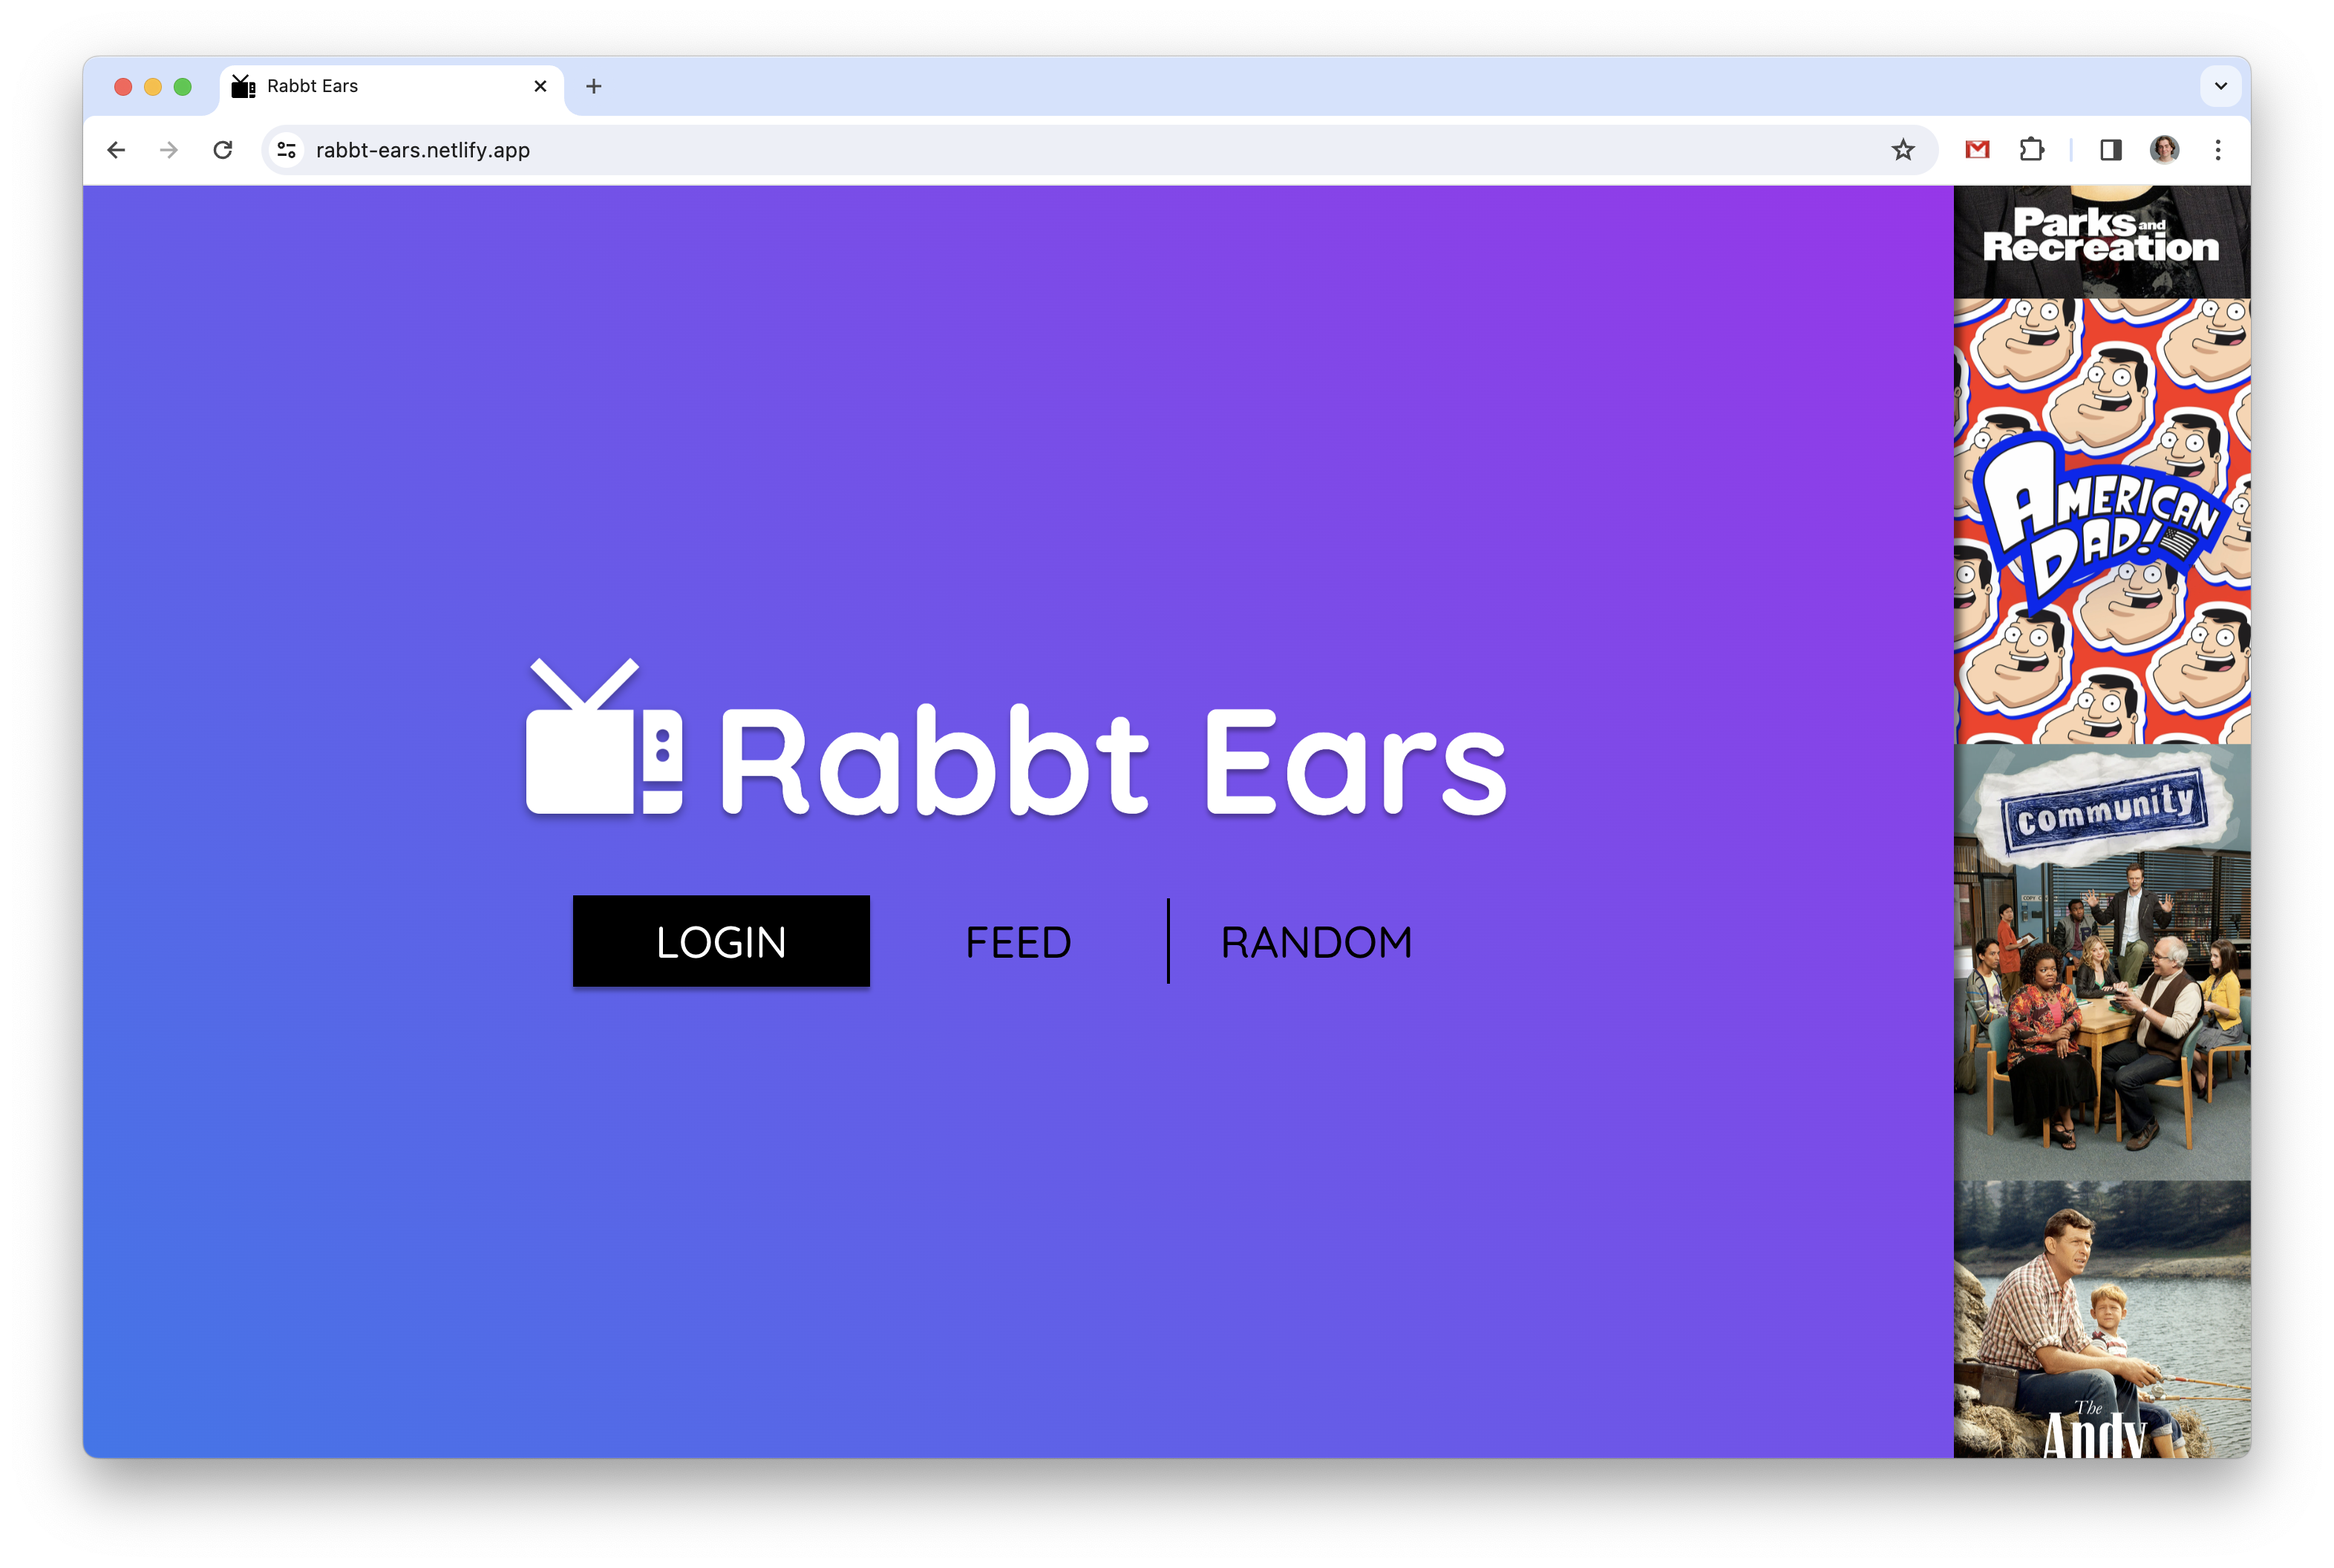 Rabbt Ears
rabbt-ears.netlify.app
Parks and
Recreation
AMERICAN
DAD!
community
Rabbt Ears
LOGIN
FEED
RANDOM
The
Andy